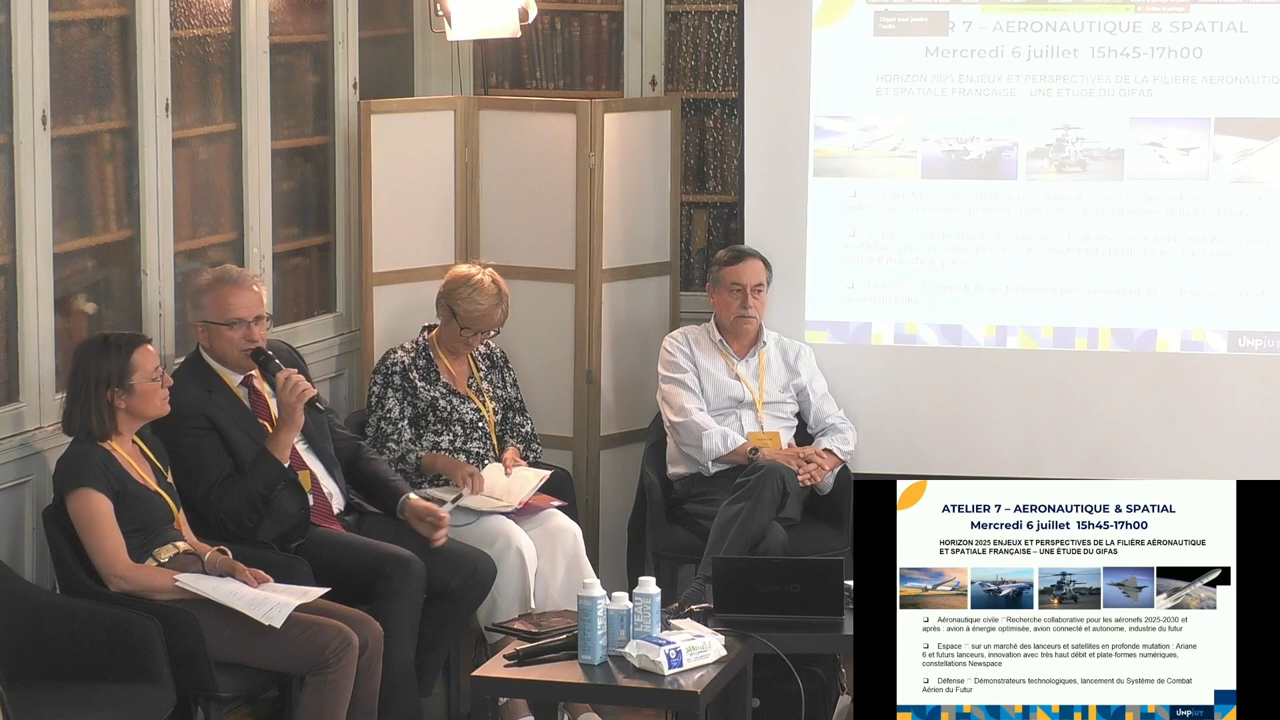 R 7 – AERONAUTIQUE & SPATIAL
Mercredi 6 juillet 15h45-17h00
HORIZON 2025 ENJEUX ET PERSPECTIVES DE LA FILIÈRE AÉRONAUTIQ
ET SPATIALE FRANÇAISE – UNE ÉTUDE DU GIFAS
UNPIUT
L'EAU
NEUVE
VAIO
ATELIER 7 – AERONAUTIQUE & SPATIAL
Mercredi 6 juillet 15h45-17h00
HORIZON 2025 ENJEUX ET PERSPECTIVES DE LA FILIÈRE AÉRONAUTIQUE
ET SPATIALE FRANÇAISE – UNE ÉTUDE DU GIFAS
❑ Aéronautique civile : Recherche collaborative pour les aéronefs 2025-2030 et
après : avion à énergie optimisée, avion connecté et autonome, industrie du futur
❑ Espace : sur un marché des lanceurs et satellites en profonde mutation : Ariane
6 et futurs lanceurs, innovation avec très haut débit et plate-formes numériques,
constellations Newspace
❑ Défense : Démonstrateurs technologiques, lancement du Système de Combat
Aérien du Futur
UNPIUT